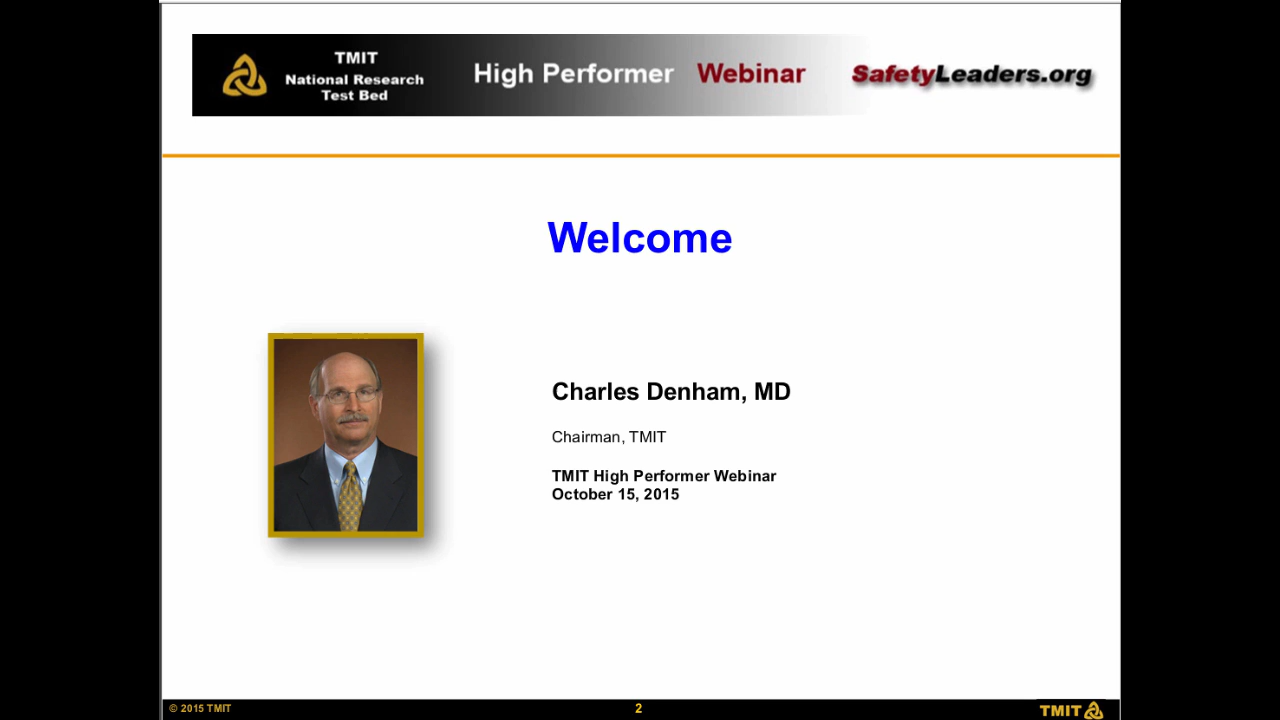 TMIT
National Research
Test Bed
High Performer Webinar
SafetyLeaders.org
Welcome
Charles Denham, MD
Chairman, TMIT
TMIT High Performer Webinar
October 15, 2015
© 2015 TMIT
2
TMIT